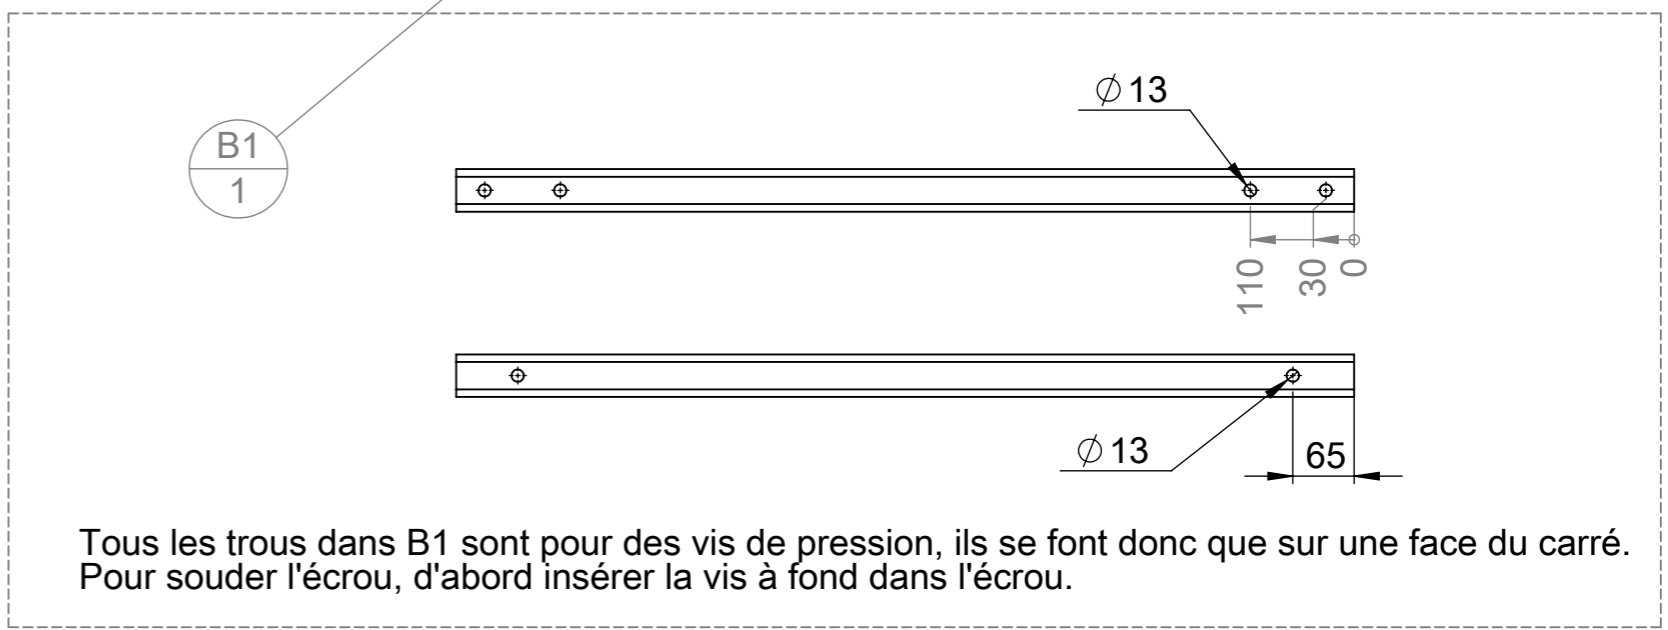 ⌀ 13
B1
1
110
30
0
⌀ 13
65
Tous les trous dans B1 sont pour des vis de pression, ils se font donc que sur une face du carré.
Pour souder l'écrou, d'abord insérer la vis à fond dans l'écrou.